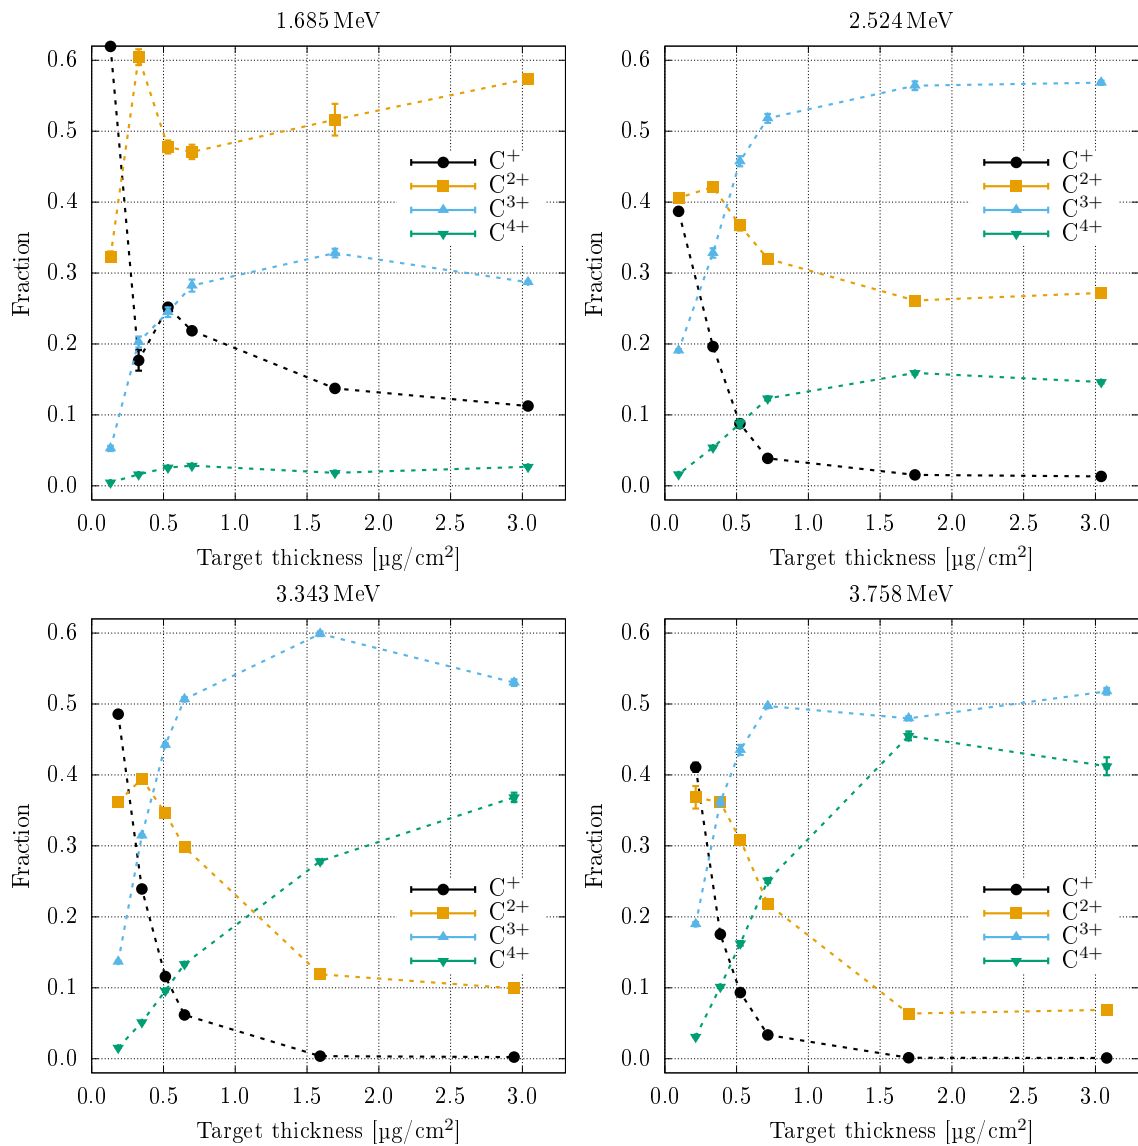 1.685 MeV
0.6
0.5
0.4
0.3
0.2
0.1
0.0
Fraction
C⁺
C²⁺
C³⁺
C⁴⁺
0.0 0.5 1.0 1.5 2.0 2.5 3.0
Target thickness [µg/cm²]
2.524 MeV
0.6
0.5
0.4
0.3
0.2
0.1
0.0
Fraction
C⁺
C²⁺
C³⁺
C⁴⁺
0.0 0.5 1.0 1.5 2.0 2.5 3.0
Target thickness [µg/cm²]
3.343 MeV
0.6
0.5
0.4
0.3
0.2
0.1
0.0
Fraction
C⁺
C²⁺
C³⁺
C⁴⁺
0.0 0.5 1.0 1.5 2.0 2.5 3.0
Target thickness [µg/cm²]
3.758 MeV
0.6
0.5
0.4
0.3
0.2
0.1
0.0
Fraction
C⁺
C²⁺
C³⁺
C⁴⁺
0.0 0.5 1.0 1.5 2.0 2.5 3.0
Target thickness [µg/cm²]